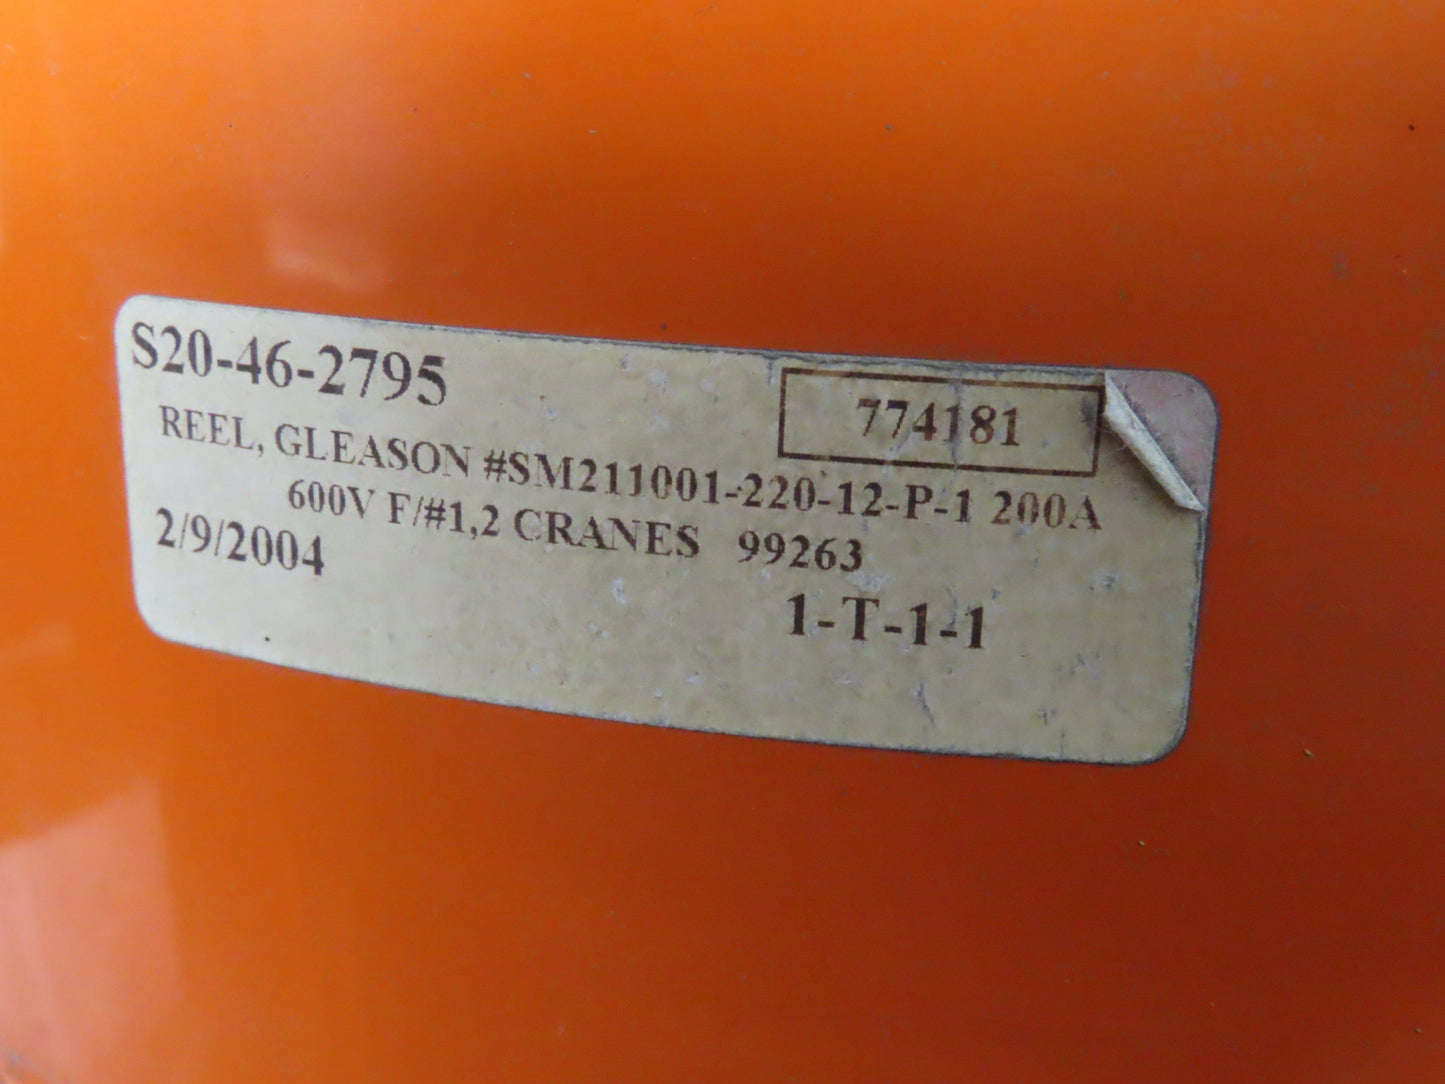 S20-46-2795
774181
REEL, GLEASON #SM211001-220-12-P-1 200A
600V F/#1,2 CRANES 99263
2/9/2004
1-T-1-1